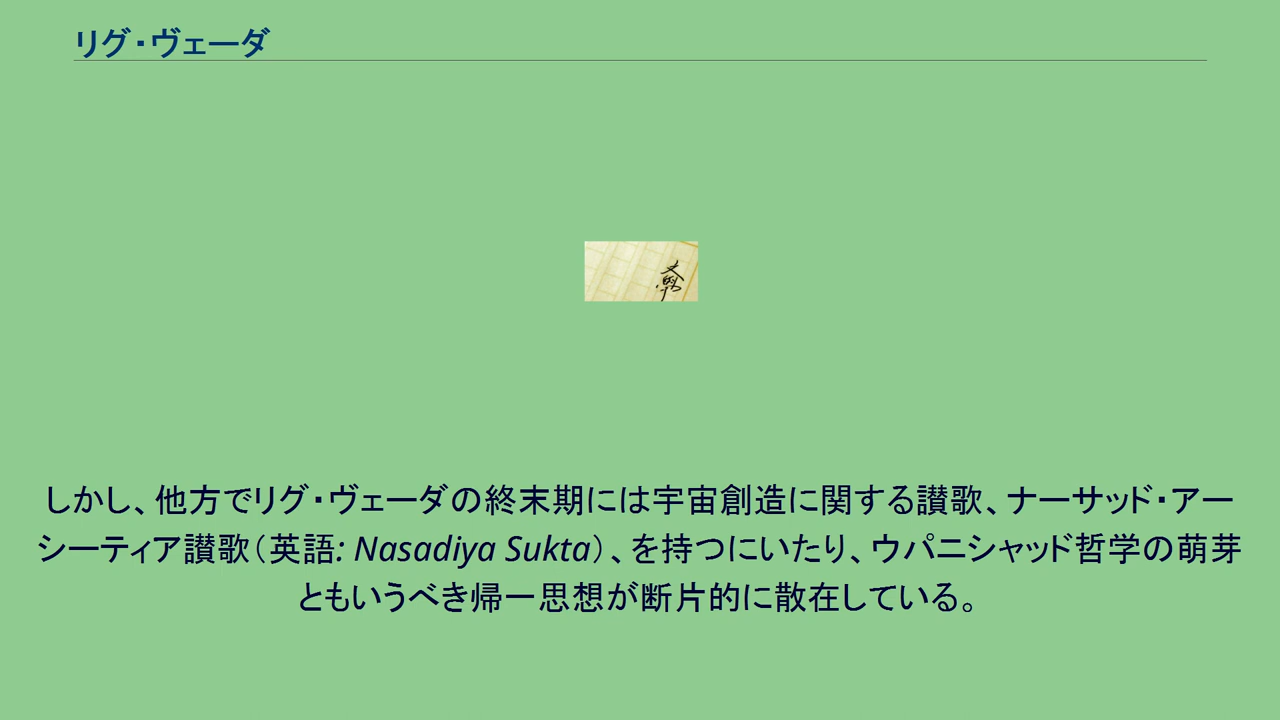 リグ・ヴェーダ
しかし、他方でリグ・ヴェーダの終末期には宇宙創造に関する讃歌、ナーサッド・アー
シーティア讃歌（英語: Nasadiya Sukta）、を持つにいたり、ウパニシャッド哲学の萌芽
ともいうべき帰一思想が断片的に散在している。